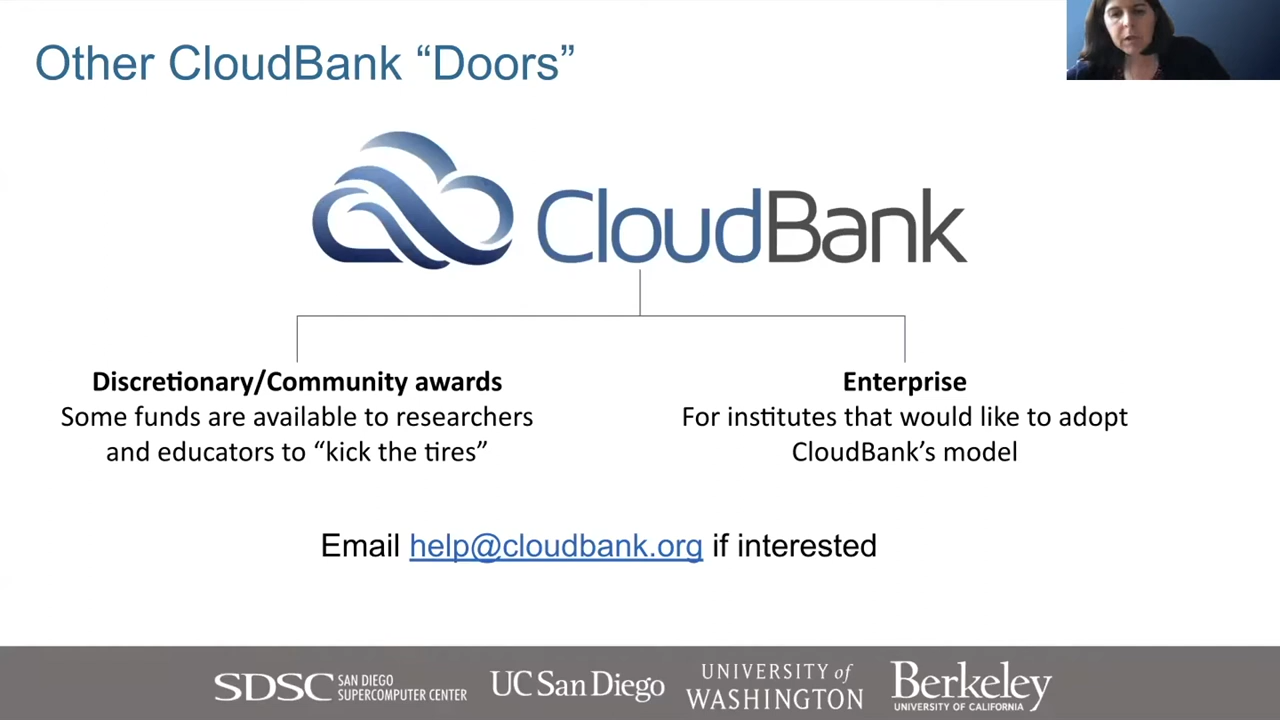 Other CloudBank “Doors”
CloudBank
Discretionary/Community awards
Some funds are available to researchers
and educators to “kick the tires”
Enterprise
For institutes that would like to adopt
CloudBank’s model
Email help@cloudbank.org if interested
SDSC SAN DIEGO
SUPERCOMPUTER CENTER
UC San Diego
UNIVERSITY of
WASHINGTON
Berkeley
UNIVERSITY OF CALIFORNIA